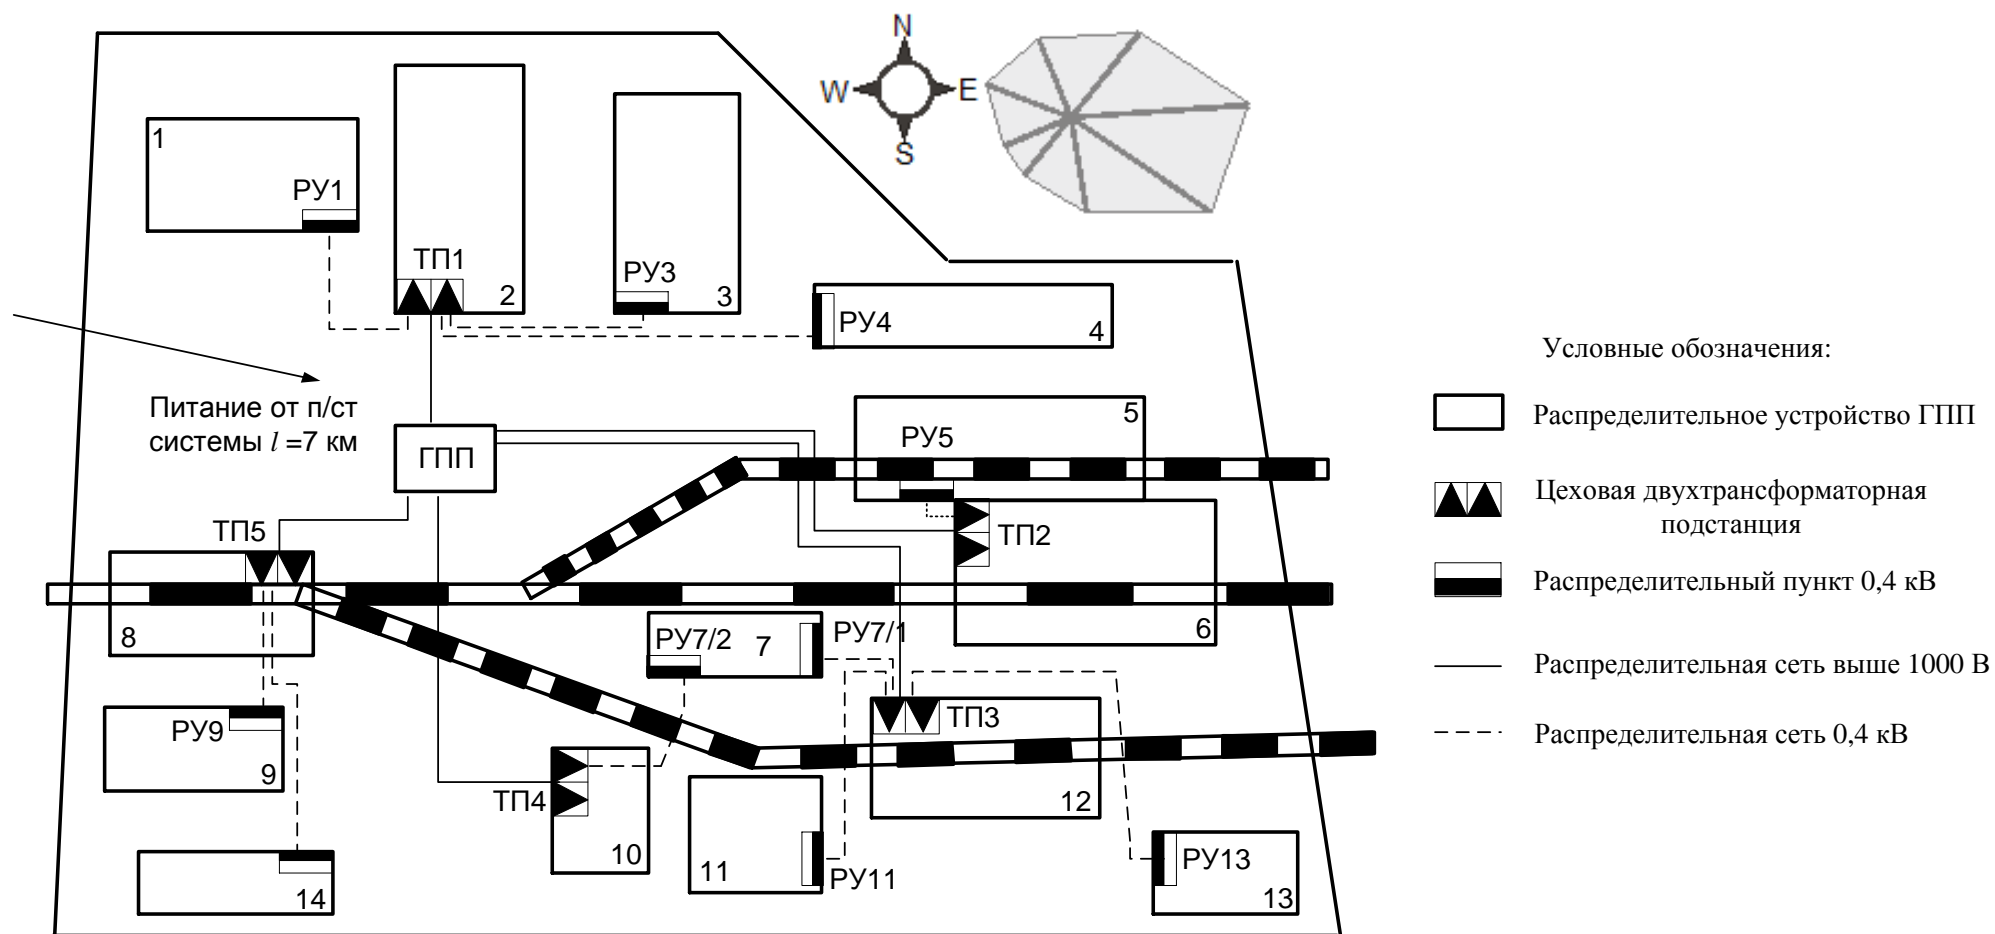 N
W
E
S
1
РУ1
ТП1
2
РУ3
3
РУ4
4
Питание от п/ст
системы l =7 км
ГПП
5
РУ5
ТП2
6
ТП5
8
РУ7/2
7
РУ7/1
РУ9
9
ТП3
12
ТП4
10
11
РУ11
РУ13
13
14
Условные обозначения:
Распределительное устройство ГПП
Цеховая двухтрансформаторная
подстанция
Распределительный пункт 0,4 кВ
Распределительная сеть выше 1000 В
Распределительная сеть 0,4 кВ